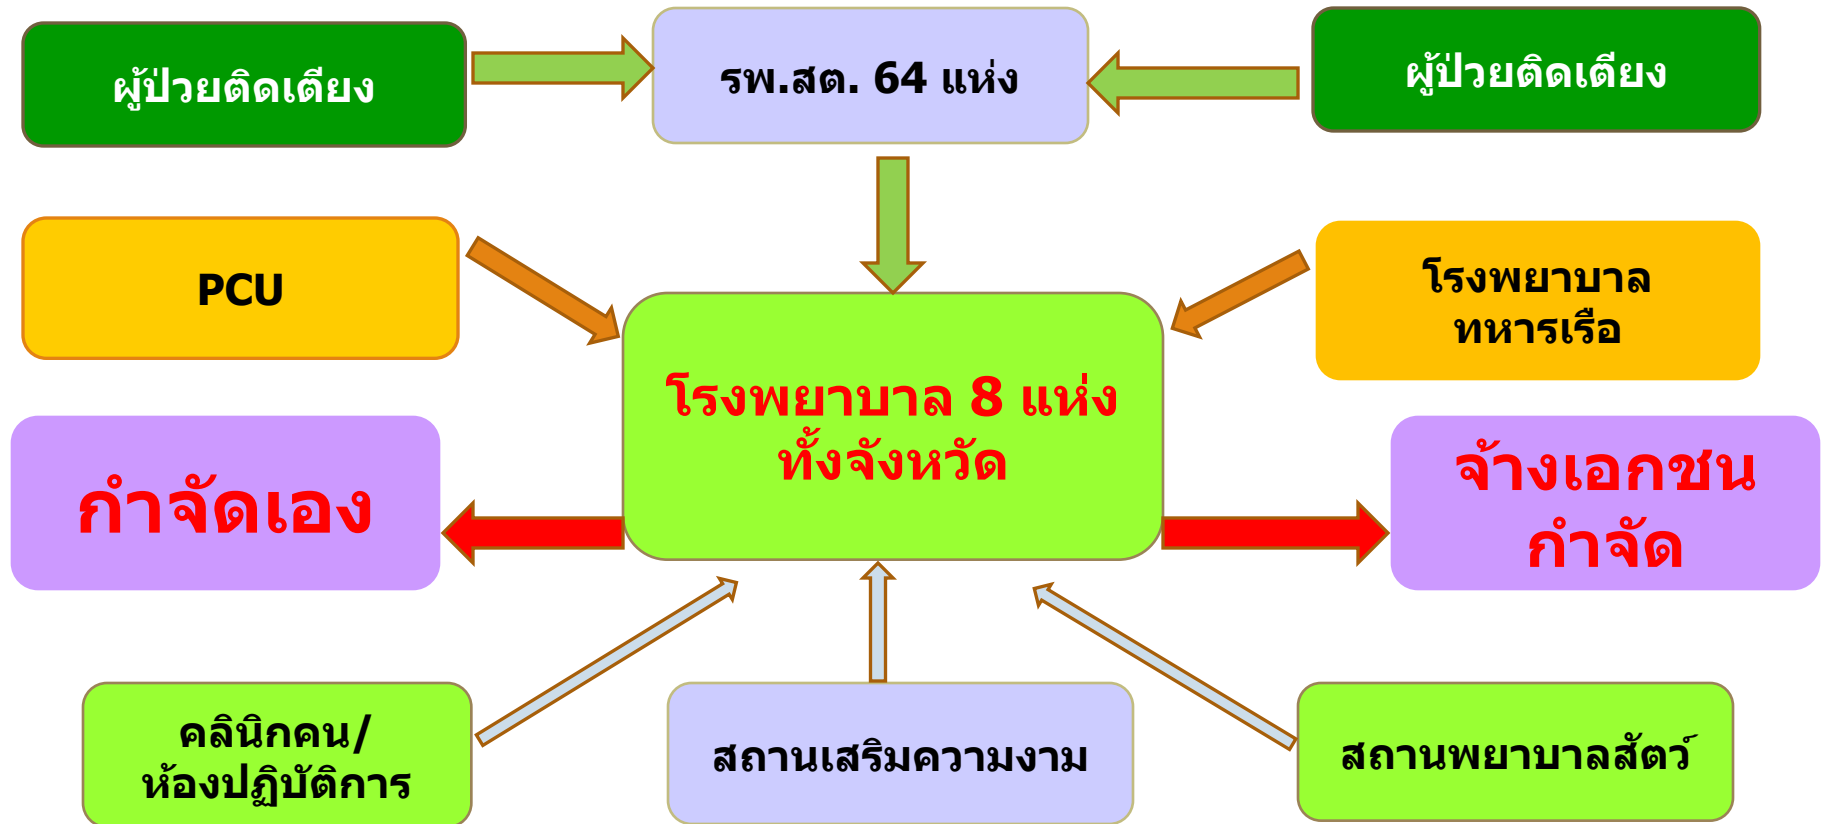 ผู้ป่วยติดเตียง
รพ.สต. 64 แห่ง
ผู้ป่วยติดเตียง
PCU
โรงพยาบาล
ทหารเรือ
โรงพยาบาล 8 แห่ง
ทั้งจังหวัด
กำจัดเอง
จ้างเอกชน
กำจัด
คลินิกคน/
ห้องปฏิบัติการ
สถานเสริมความงาม
สถานพยาบาลสัตว์